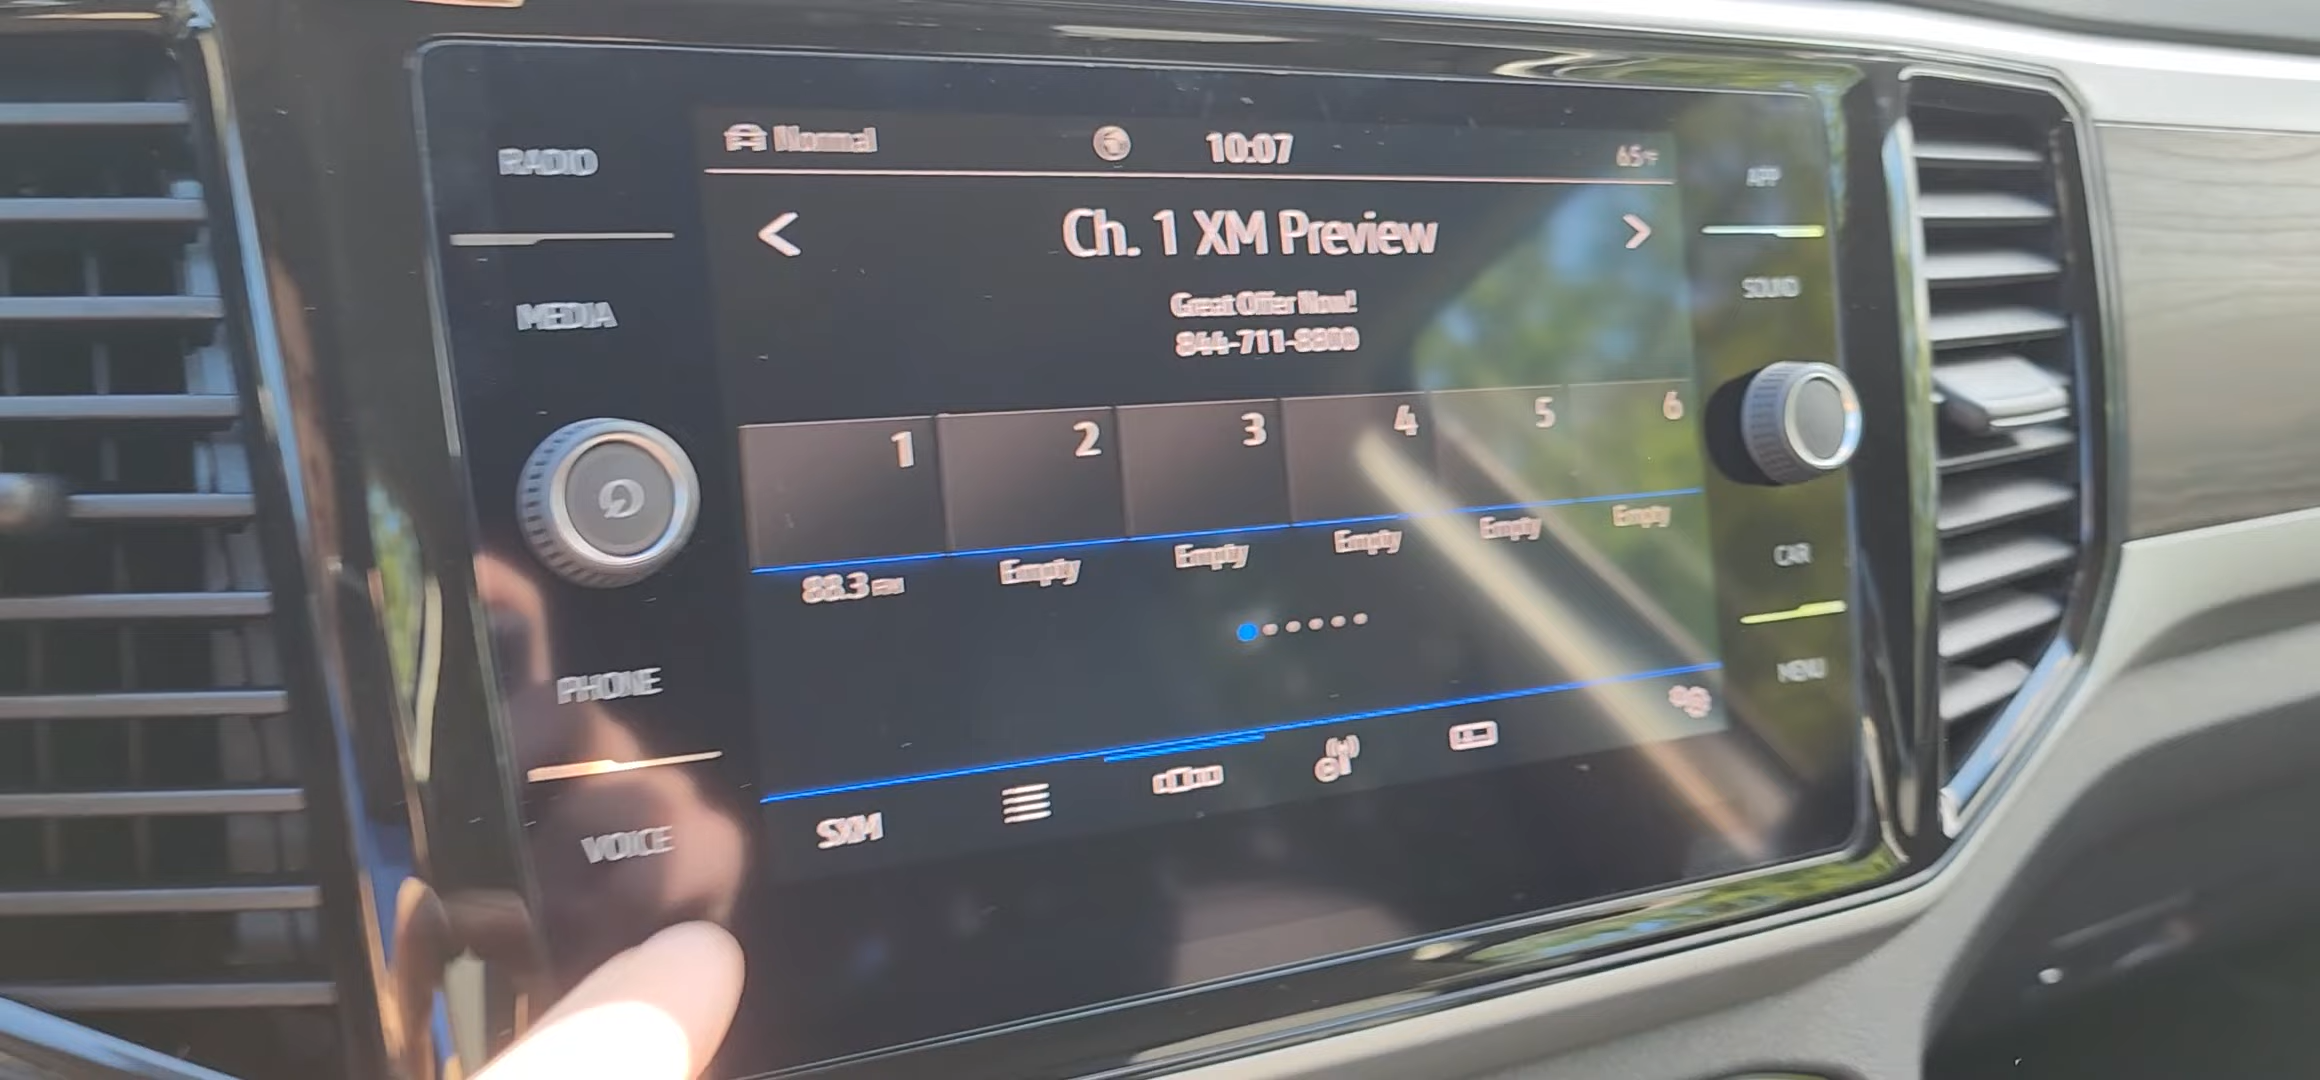 RADIO
Normal
10:07
65°F
APP
Ch. 1 XM Preview
MEDIA
Great Offer Now!
844-711-8800
SOUND
1 2 3 4 5 6
88.3 FM Empty Empty Empty Empty Empty
CAR
PHONE
MENU
VOICE
SXM